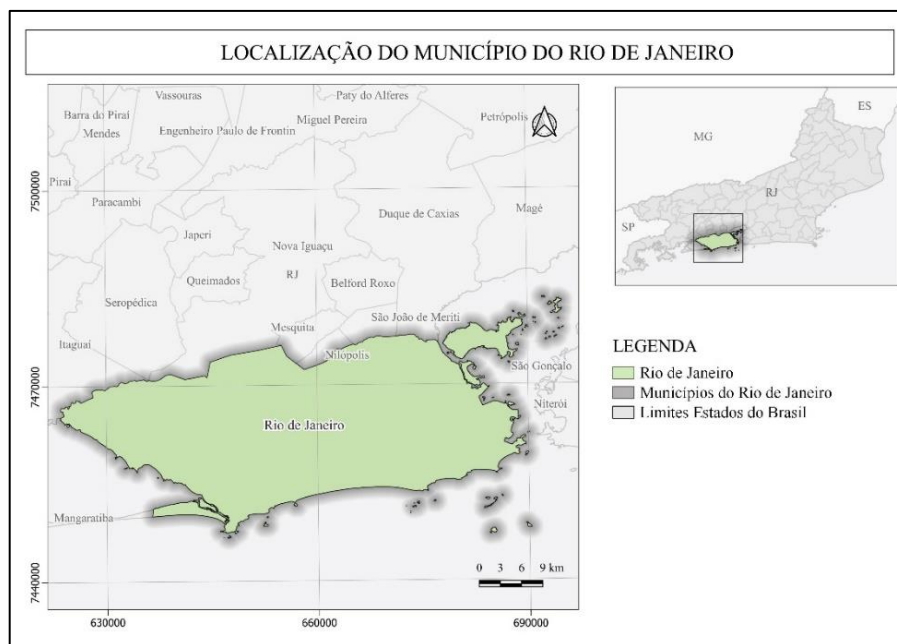 LOCALIZAÇÃO DO MUNICÍPIO DO RIO DE JANEIRO
Vassouras
Paty do Alferes
Barra do Piraí
Mendes
Engenheiro Paulo de Frontin
Miguel Pereira
Petrópolis
Piraí
Paracambi
Duque de Caxias
Magé
Japeri
Nova Iguaçu
RJ
Queimados
Belford Roxo
Seropédica
São João de Meriti
Mesquita
Itaguaí
Nilópolis
São Gonçalo
Niterói
Rio de Janeiro
Mangaratiba
0 3 6 9 km
7500000
7470000
7440000
630000 660000 690000
ES
MG
RJ
SP
LEGENDA
Rio de Janeiro
Municípios do Rio de Janeiro
Límites Estados do Brasil